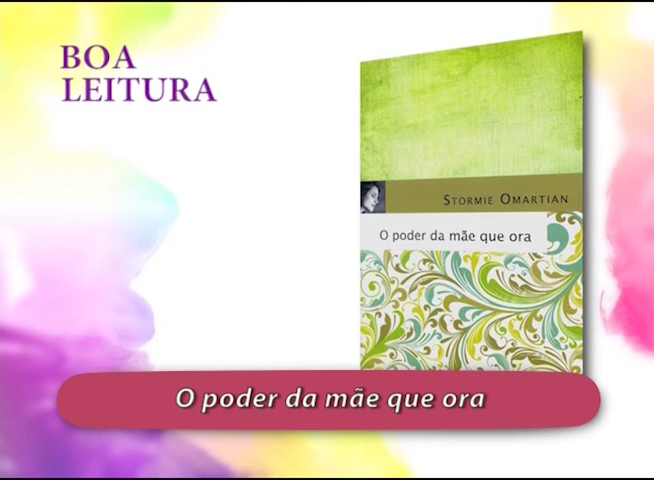 BOA
LEITURA
STORMIE OMARTIAN
O poder da mãe que ora
O poder da mãe que ora